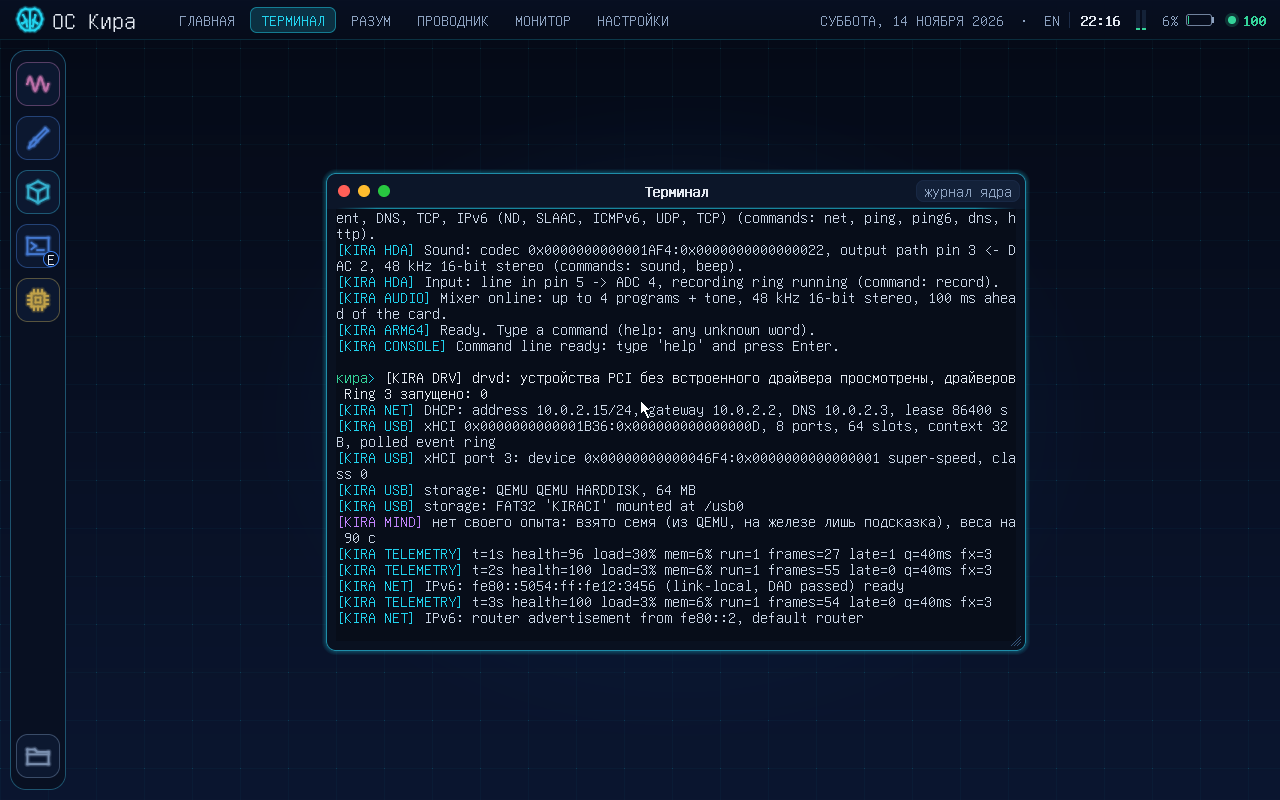 ОС Кира
ГЛАВНАЯ ТЕРМИНАЛ РАЗУМ ПРОВОДНИК МОНИТОР НАСТРОЙКИ
СУББОТА, 14 НОЯБРЯ 2026 · EN 22:16 6% 100
E
Терминал
журнал ядра
ent, DNS, TCP, IPv6 (ND, SLAAC, ICMPv6, UDP, TCP) (commands: net, ping, ping6, dns, h
ttp).
[KIRA HDA] Sound: codec 0x0000000000001AF4:0x0000000000000022, output path pin 3 <- D
AC 2, 48 kHz 16-bit stereo (commands: sound, beep).
[KIRA HDA] Input: line in pin 5 -> ADC 4, recording ring running (command: record).
[KIRA AUDIO] Mixer online: up to 4 programs + tone, 48 kHz 16-bit stereo, 100 ms ahea
d of the card.
[KIRA ARM64] Ready. Type a command (help: any unknown word).
[KIRA CONSOLE] Command line ready: type 'help' and press Enter.
кира> [KIRA DRV] drvd: устройства PCI без встроенного драйвера просмотрены, драйверов
Ring 3 запущено: 0
[KIRA NET] DHCP: address 10.0.2.15/24, gateway 10.0.2.2, DNS 10.0.2.3, lease 86400 s
[KIRA USB] xHCI 0x0000000000001B36:0x000000000000000D, 8 ports, 64 slots, context 32
B, polled event ring
[KIRA USB] xHCI port 3: device 0x00000000000046F4:0x0000000000000001 super-speed, cla
ss 0
[KIRA USB] storage: QEMU QEMU HARDDISK, 64 MB
[KIRA USB] storage: FAT32 'KIRACI' mounted at /usb0
[KIRA MIND] нет своего опыта: взято семя (из QEMU, на железе лишь подсказка), веса на
90 с
[KIRA TELEMETRY] t=1s health=96 load=30% mem=6% run=1 frames=27 late=1 q=40ms fx=3
[KIRA TELEMETRY] t=2s health=100 load=3% mem=6% run=1 frames=55 late=0 q=40ms fx=3
[KIRA NET] IPv6: fe80::5054:ff:fe12:3456 (link-local, DAD passed) ready
[KIRA TELEMETRY] t=3s health=100 load=3% mem=6% run=1 frames=54 late=0 q=40ms fx=3
[KIRA NET] IPv6: router advertisement from fe80::2, default router